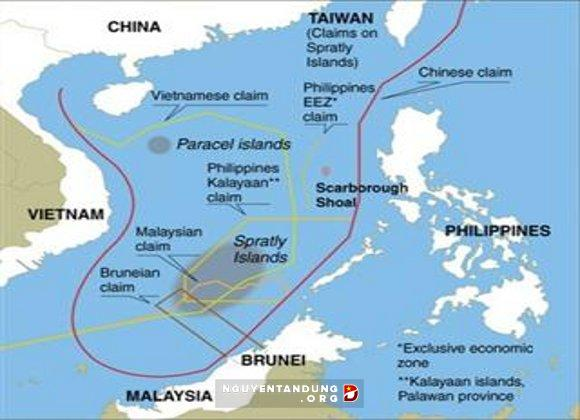 CHINA
TAIWAN
(Claims on
Spratly
Islands)
Chinese claim
Philippines
EEZ*
claim
Vietnamese claim
Paracel islands
Philippines
Kalayaan**
claim
Scarborough
Shoal
VIETNAM
Malaysian
claim
Spratly
Islands
PHILIPPINES
Bruneian
claim
*Exclusive economic
zone
**Kalayaan islands,
Palawan province
BRUNEI
MALAYSIA
NGUYENTANDUNG
.ORG